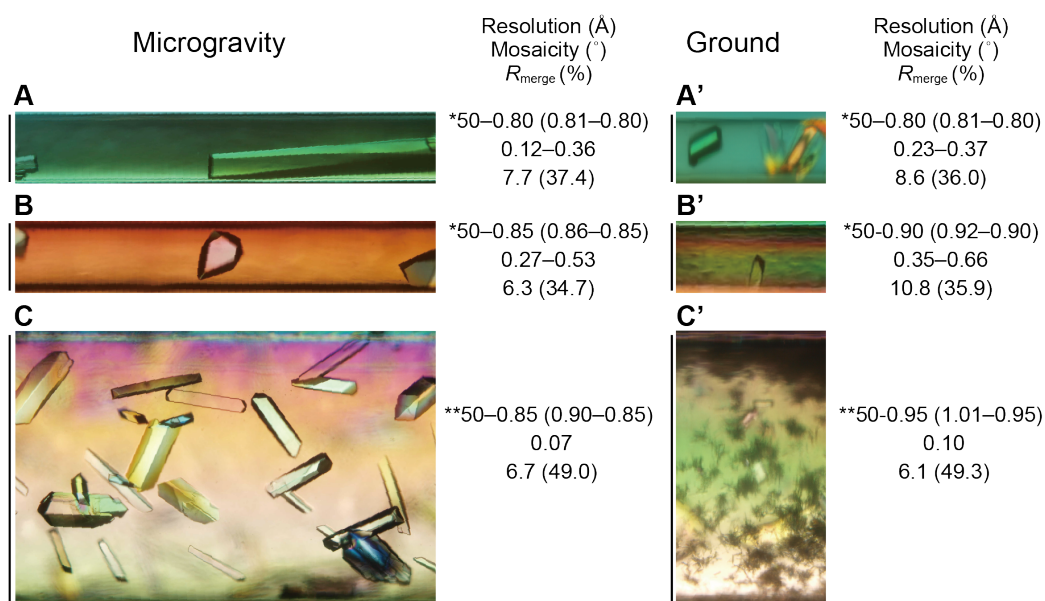 Microgravity
Resolution (Å)
Mosaicity (°)
Rmerge (%)
Ground
Resolution (Å)
Mosaicity (°)
Rmerge (%)
A
*50–0.80 (0.81–0.80)
0.12–0.36
7.7 (37.4)
A’
*50–0.80 (0.81–0.80)
0.23–0.37
8.6 (36.0)
B
*50–0.85 (0.86–0.85)
0.27–0.53
6.3 (34.7)
B’
*50-0.90 (0.92–0.90)
0.35–0.66
10.8 (35.9)
C
**50–0.85 (0.90–0.85)
0.07
6.7 (49.0)
C’
**50-0.95 (1.01–0.95)
0.10
6.1 (49.3)